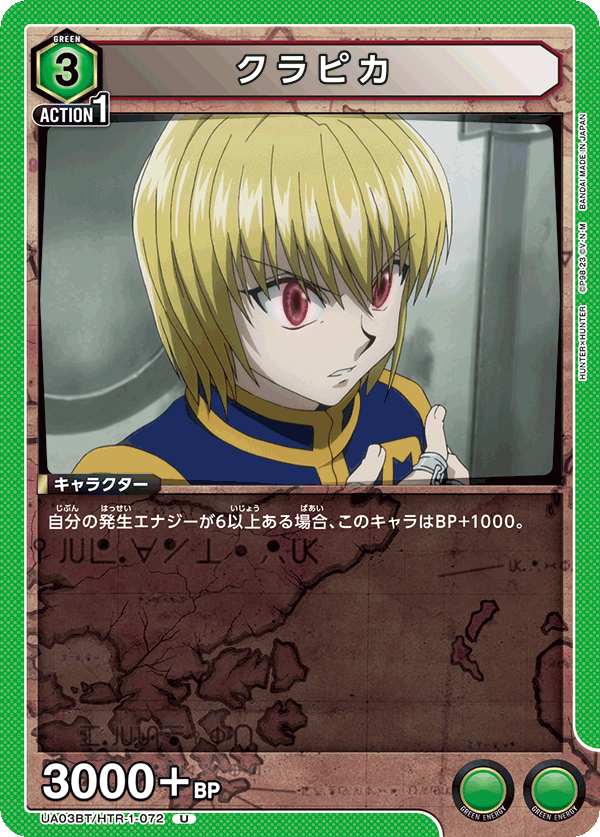 GREEN
3
クラピカ
ACTION1
HUNTER×HUNTER ©P98-23 ©V・N・M BANDAI MADE IN JAPAN
キャラクター
じぶん はっせい いじょう ばあい
自分の発生エナジーが6以上ある場合、このキャラはBP+1000。
3000+BP
GREEN ENERGY GREEN ENERGY
UA03BT/HTR-1-072 U